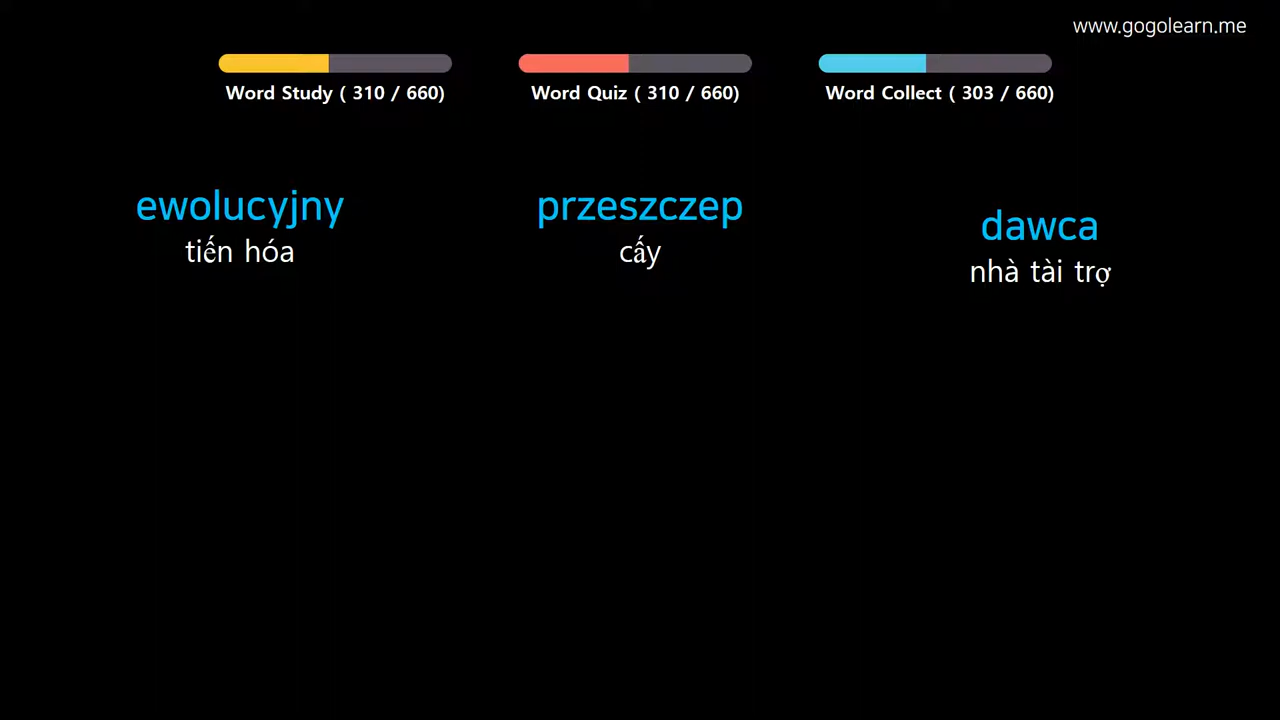 www.gogolearn.me
Word Study ( 310 / 660)
Word Quiz ( 310 / 660)
Word Collect ( 303 / 660)
ewolucyjny
tiến hóa
przeszczep
cấy
dawca
nhà tài trợ